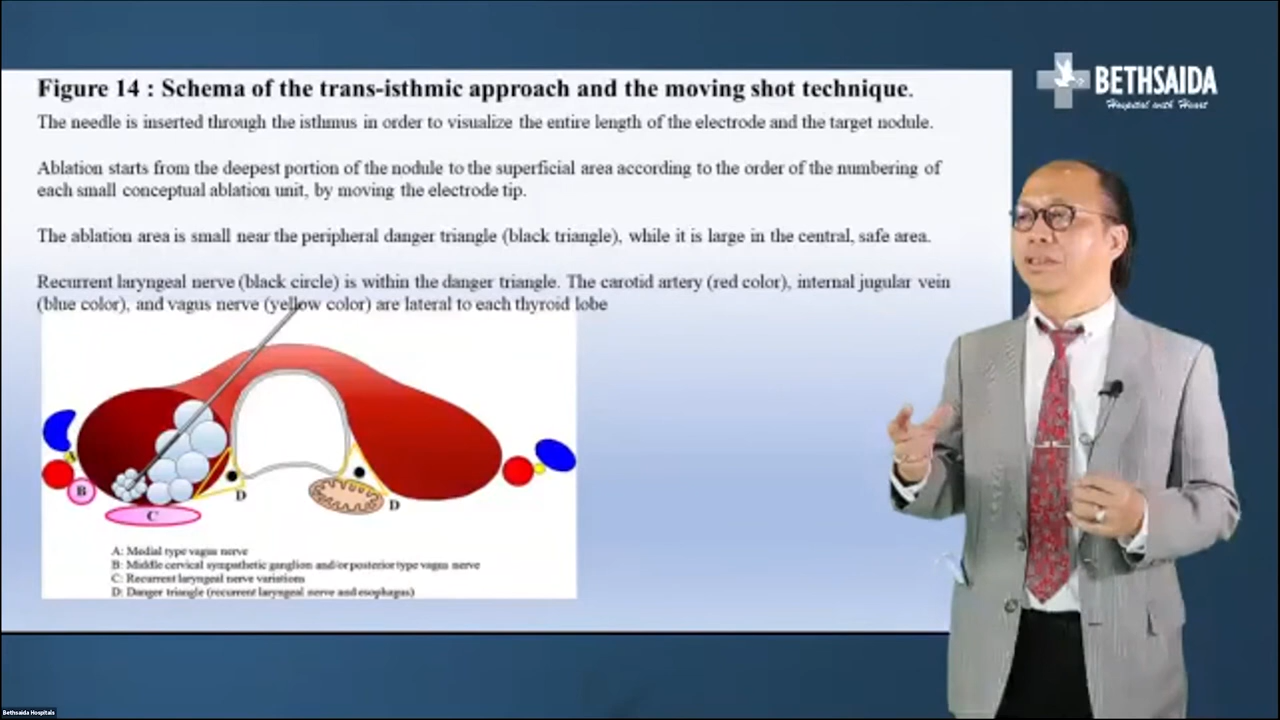 Figure 14 : Schema of the trans-isthmic approach and the moving shot technique.
The needle is inserted through the isthmus in order to visualize the entire length of the electrode and the target nodule.
Ablation starts from the deepest portion of the nodule to the superficial area according to the order of the numbering of
each small conceptual ablation unit, by moving the electrode tip.
The ablation area is small near the peripheral danger triangle (black triangle), while it is large in the central, safe area.
Recurrent laryngeal nerve (black circle) is within the danger triangle. The carotid artery (red color), internal jugular vein
(blue color), and vagus nerve (yellow color) are lateral to each thyroid lobe
A
B
C
D
D
A: Medial type vagus nerve
B: Middle cervical sympathetic ganglion and/or posterior type vagus nerve
C: Recurrent laryngeal nerve variations
D: Danger triangle (recurrent laryngeal nerve and esophagus)
BETHSAIDA
Hospital with Heart
Bethsaida Hospitals